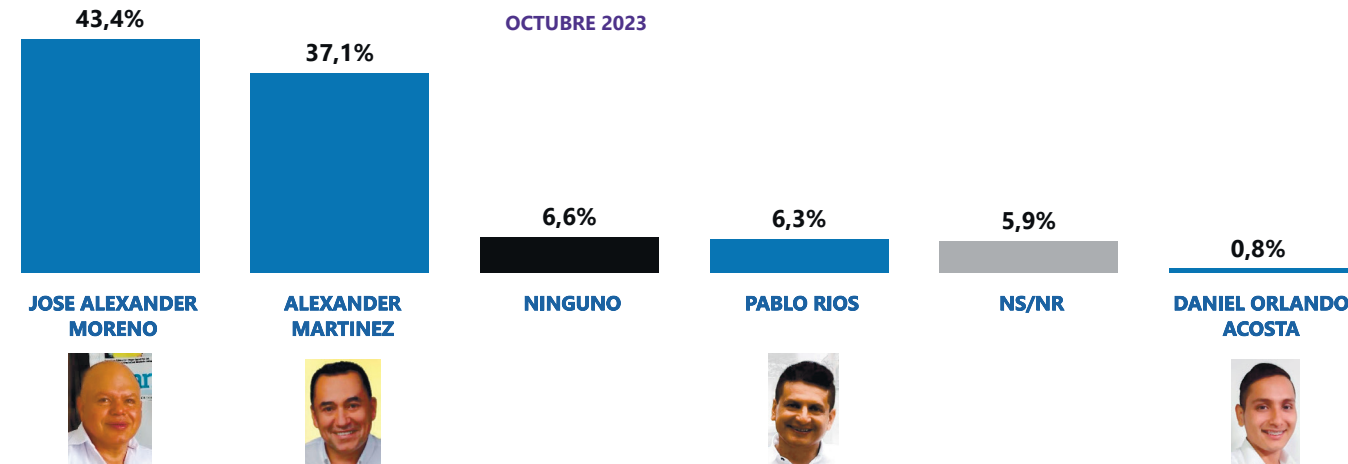 43,4%
OCTUBRE 2023
37,1%
6,6%
6,3%
5,9%
0,8%
JOSE ALEXANDER
MORENO
ALEXANDER
MARTINEZ
NINGUNO
PABLO RIOS
NS/NR
DANIEL ORLANDO
ACOSTA